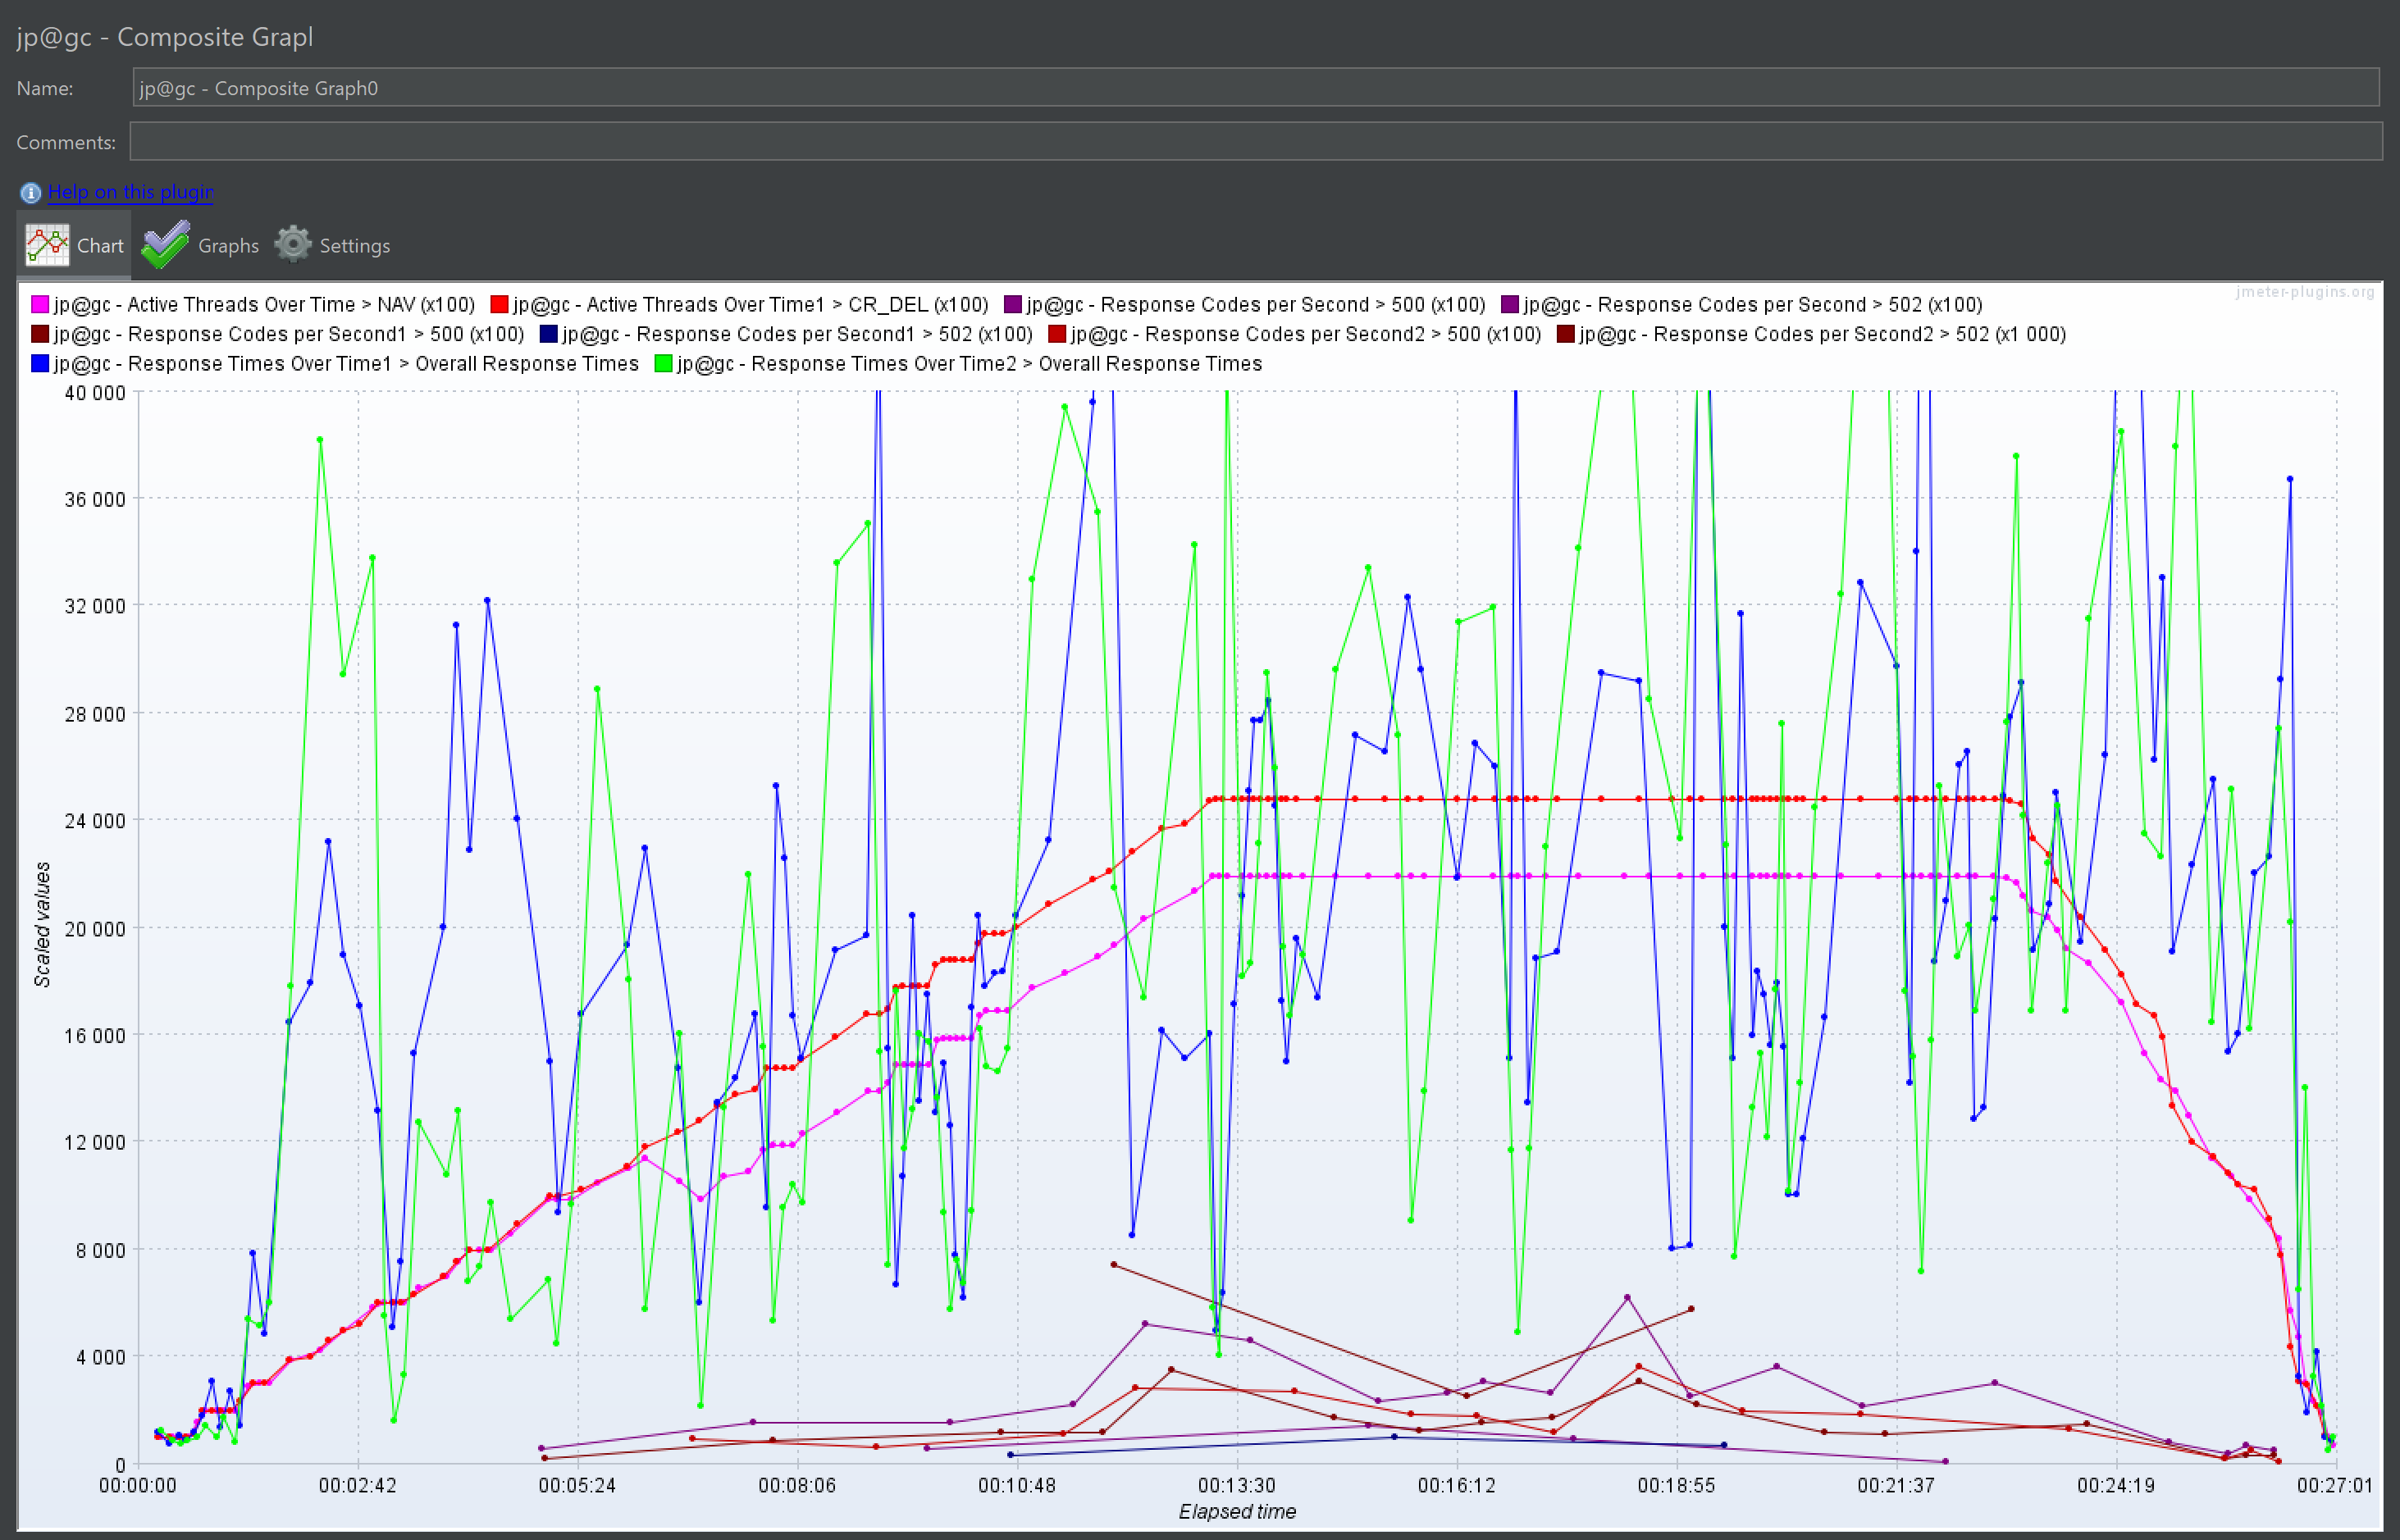 jp@gc - Composite Grapl
Name: jp@gc - Composite Graph0
Comments:
Help on this plugin
Chart Graphs Settings
jmeter-plugins.org
jp@gc - Active Threads Over Time > NAV (x100) jp@gc - Active Threads Over Time1 > CR_DEL (x100) jp@gc - Response Codes per Second > 500 (x100) jp@gc - Response Codes per Second > 502 (x100)
jp@gc - Response Codes per Second1 > 500 (x100) jp@gc - Response Codes per Second1 > 502 (x100) jp@gc - Response Codes per Second2 > 500 (x100) jp@gc - Response Codes per Second2 > 502 (x1 000)
jp@gc - Response Times Over Time1 > Overall Response Times jp@gc - Response Times Over Time2 > Overall Response Times
40 000
36 000
32 000
28 000
24 000
20 000
16 000
12 000
8 000
4 000
0
Scaled values
00:00:00 00:02:42 00:05:24 00:08:06 00:10:48 00:13:30 00:16:12 00:18:55 00:21:37 00:24:19 00:27:01
Elapsed time